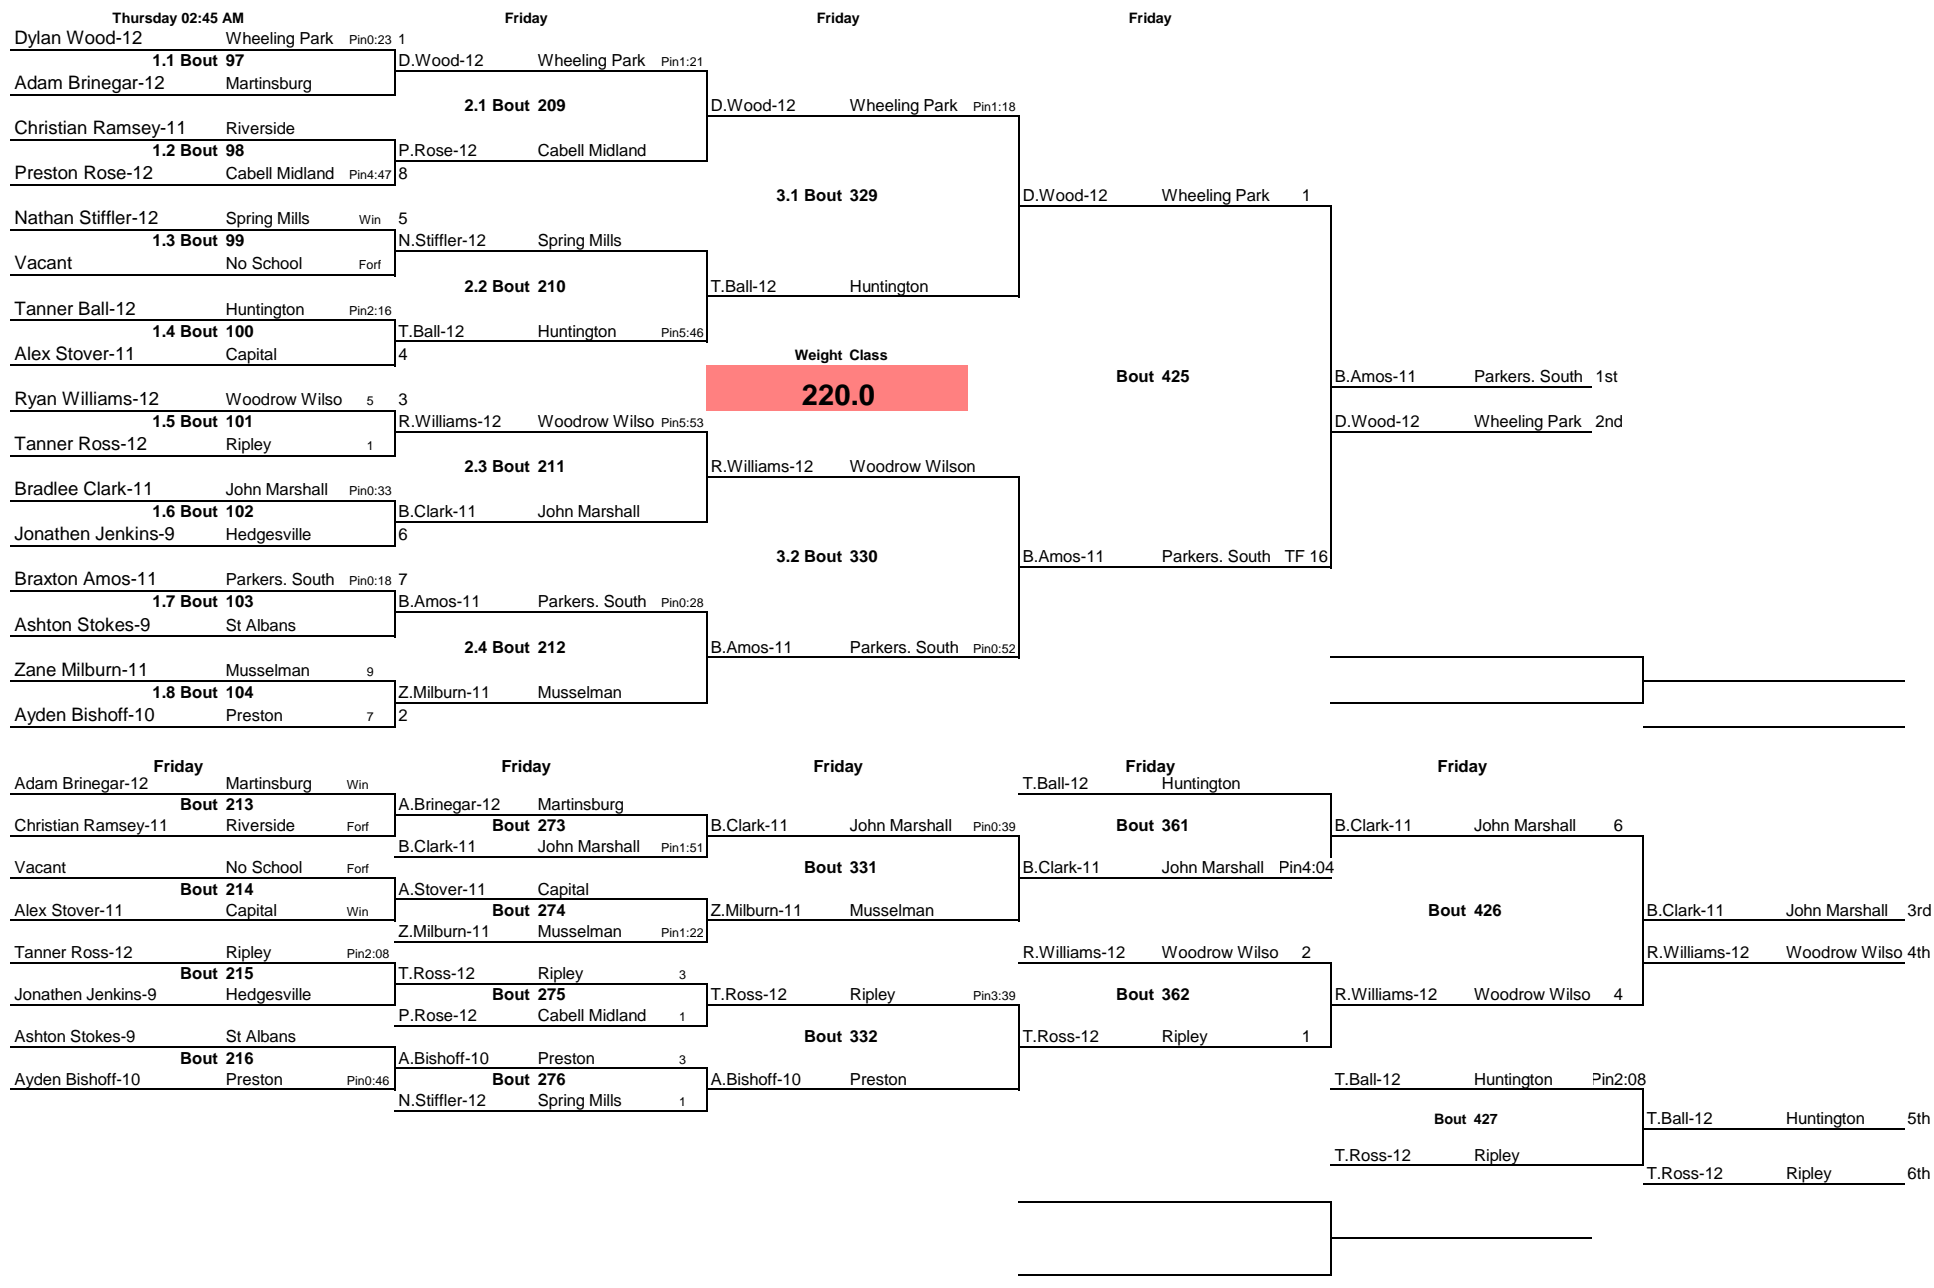 Thursday 02:45 AM Friday Friday Friday
Dylan Wood-12 Wheeling Park Pin0:23 1
1.1 Bout 97 D.Wood-12 Wheeling Park Pin1:21
Adam Brinegar-12 Martinsburg
2.1 Bout 209 D.Wood-12 Wheeling Park Pin1:18
Christian Ramsey-11 Riverside
1.2 Bout 98 P.Rose-12 Cabell Midland
Preston Rose-12 Cabell Midland Pin4:47 8
3.1 Bout 329 D.Wood-12 Wheeling Park 1
Nathan Stiffler-12 Spring Mills Win 5
1.3 Bout 99 N.Stiffler-12 Spring Mills
Vacant No School Forf
2.2 Bout 210 T.Ball-12 Huntington
Tanner Ball-12 Huntington Pin2:16
1.4 Bout 100 T.Ball-12 Huntington Pin5:46
Alex Stover-11 Capital 4 Weight Class
Bout 425 B.Amos-11 Parkers. South 1st
220.0
Ryan Williams-12 Woodrow Wilso 5 3
1.5 Bout 101 R.Williams-12 Woodrow Wilso Pin5:53 D.Wood-12 Wheeling Park 2nd
Tanner Ross-12 Ripley 1
2.3 Bout 211 R.Williams-12 Woodrow Wilson
Bradlee Clark-11 John Marshall Pin0:33
1.6 Bout 102 B.Clark-11 John Marshall
Jonathen Jenkins-9 Hedgesville 6
3.2 Bout 330 B.Amos-11 Parkers. South TF 16
Braxton Amos-11 Parkers. South Pin0:18 7
1.7 Bout 103 B.Amos-11 Parkers. South Pin0:28
Ashton Stokes-9 St Albans
2.4 Bout 212 B.Amos-11 Parkers. South Pin0:52
Zane Milburn-11 Musselman 9
1.8 Bout 104 Z.Milburn-11 Musselman
Ayden Bishoff-10 Preston 7 2
Friday Friday Friday Friday Friday
Adam Brinegar-12 Martinsburg Win T.Ball-12 Huntington
Bout 213 A.Brinegar-12 Martinsburg
Christian Ramsey-11 Riverside Forf Bout 273 B.Clark-11 John Marshall Pin0:39 Bout 361 B.Clark-11 John Marshall 6
B.Clark-11 John Marshall Pin1:51
Vacant No School Forf Bout 331 B.Clark-11 John Marshall Pin4:04
Bout 214 A.Stover-11 Capital
Alex Stover-11 Capital Win Bout 274 Z.Milburn-11 Musselman Bout 426 B.Clark-11 John Marshall 3rd
Z.Milburn-11 Musselman Pin1:22
Tanner Ross-12 Ripley Pin2:08 R.Williams-12 Woodrow Wilso 2 R.Williams-12 Woodrow Wilso 4th
Bout 215 T.Ross-12 Ripley 3
Jonathen Jenkins-9 Hedgesville Bout 275 T.Ross-12 Ripley Pin3:39 Bout 362 R.Williams-12 Woodrow Wilso 4
P.Rose-12 Cabell Midland 1
Ashton Stokes-9 St Albans Bout 332 T.Ross-12 Ripley 1
Bout 216 A.Bishoff-10 Preston 3
Ayden Bishoff-10 Preston Pin0:46 Bout 276 A.Bishoff-10 Preston T.Ball-12 Huntington Pin2:08
N.Stiffler-12 Spring Mills 1
Bout 427 T.Ball-12 Huntington 5th
T.Ross-12 Ripley
T.Ross-12 Ripley 6th